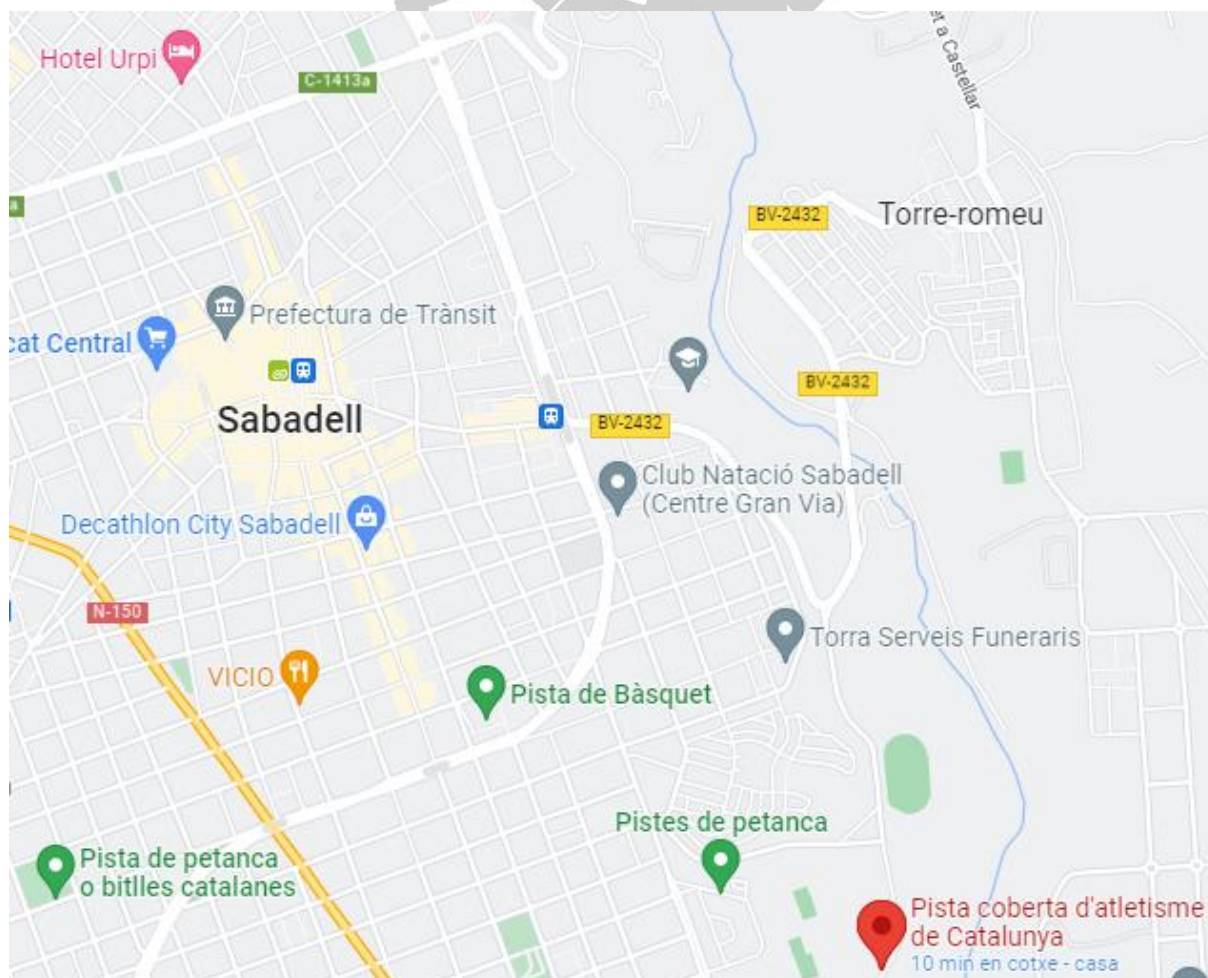 et a Castellar
Hotel Urpi
C-1413a
a
BV-2432
Torre-romeu
Prefectura de Trànsit
cat Central
BV-2432
Sabadell
BV-2432
Club Natació Sabadell
(Centre Gran Via)
Decathlon City Sabadell
N-150
Torra Serveis Funeraris
VICIO
Pista de Bàsquet
Pistes de petanca
Pista de petanca
o bitlles catalanes
Pista coberta d'atletisme
de Catalunya
10 min en cotxe - casa